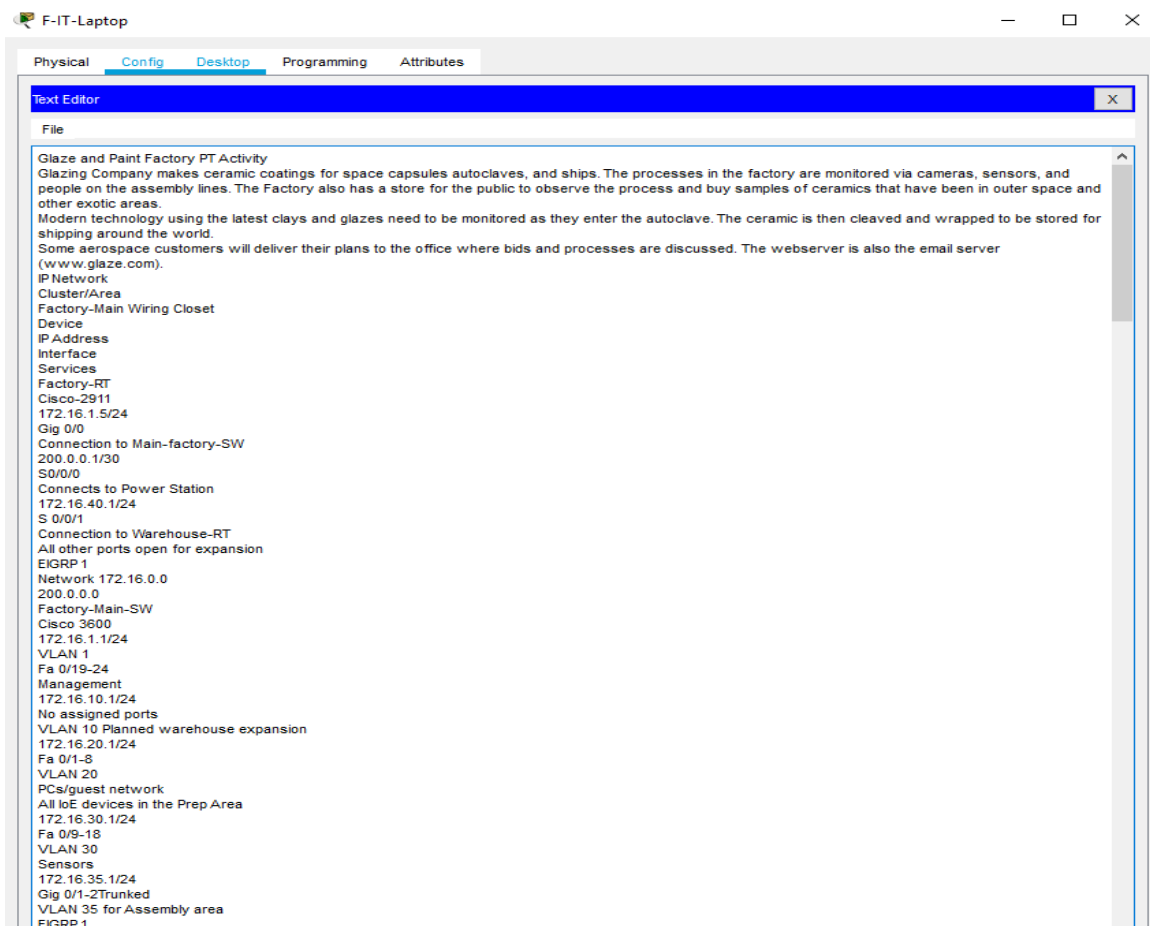 F-IT-Laptop
Physical Config Desktop Programming Attributes
Text Editor X
File
Glaze and Paint Factory PT Activity
Glazing Company makes ceramic coatings for space capsules autoclaves, and ships. The processes in the factory are monitored via cameras, sensors, and
people on the assembly lines. The Factory also has a store for the public to observe the process and buy samples of ceramics that have been in outer space and
other exotic areas.
Modern technology using the latest clays and glazes need to be monitored as they enter the autoclave. The ceramic is then cleaved and wrapped to be stored for
shipping around the world.
Some aerospace customers will deliver their plans to the office where bids and processes are discussed. The webserver is also the email server
(www.glaze.com).
IP Network
Cluster/Area
Factory-Main Wiring Closet
Device
IP Address
Interface
Services
Factory-RT
Cisco-2911
172.16.1.5/24
Gig 0/0
Connection to Main-factory-SW
200.0.0.1/30
S0/0/0
Connects to Power Station
172.16.40.1/24
S 0/0/1
Connection to Warehouse-RT
All other ports open for expansion
EIGRP 1
Network 172.16.0.0
200.0.0.0
Factory-Main-SW
Cisco 3600
172.16.1.1/24
VLAN 1
Fa 0/19-24
Management
172.16.10.1/24
No assigned ports
VLAN 10 Planned warehouse expansion
172.16.20.1/24
Fa 0/1-8
VLAN 20
PCs/guest network
All IoE devices in the Prep Area
172.16.30.1/24
Fa 0/9-18
VLAN 30
Sensors
172.16.35.1/24
Gig 0/1-2Trunked
VLAN 35 for Assembly area
EIGRP 1